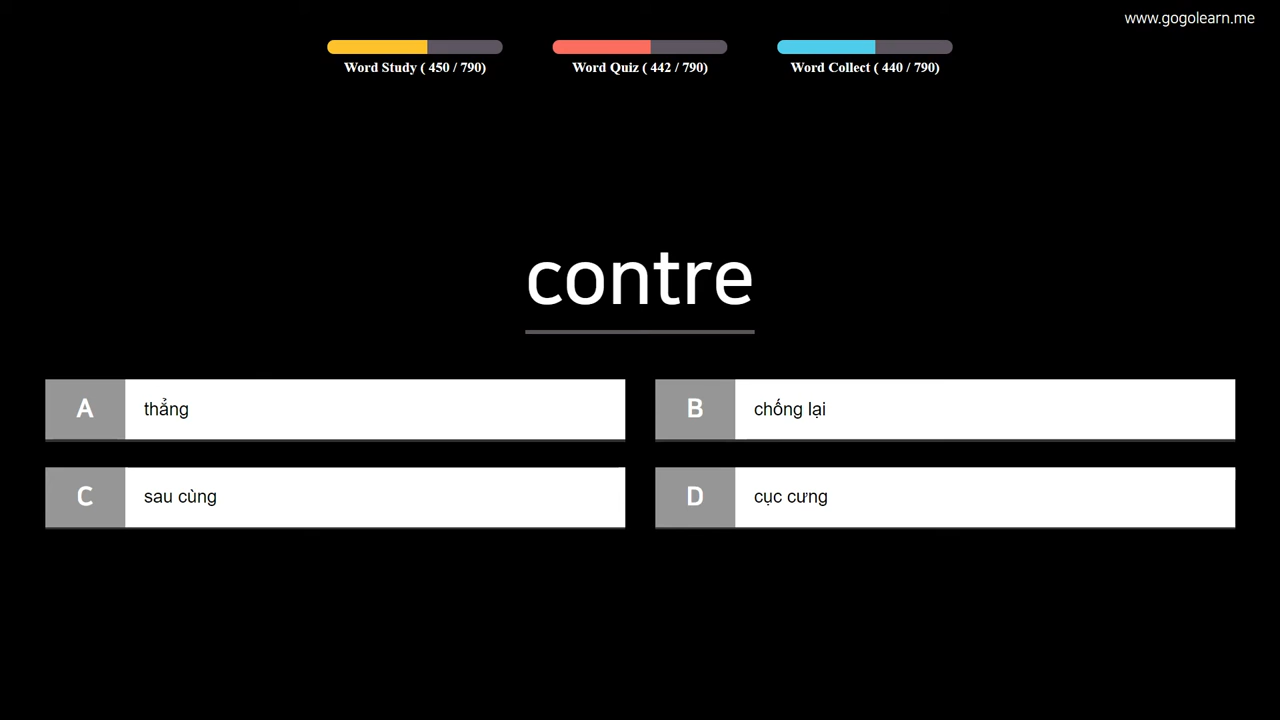 www.gogolearn.me
Word Study ( 450 / 790)
Word Quiz ( 442 / 790)
Word Collect ( 440 / 790)
contre
A thẳng
B chống lại
C sau cùng
D cục cưng